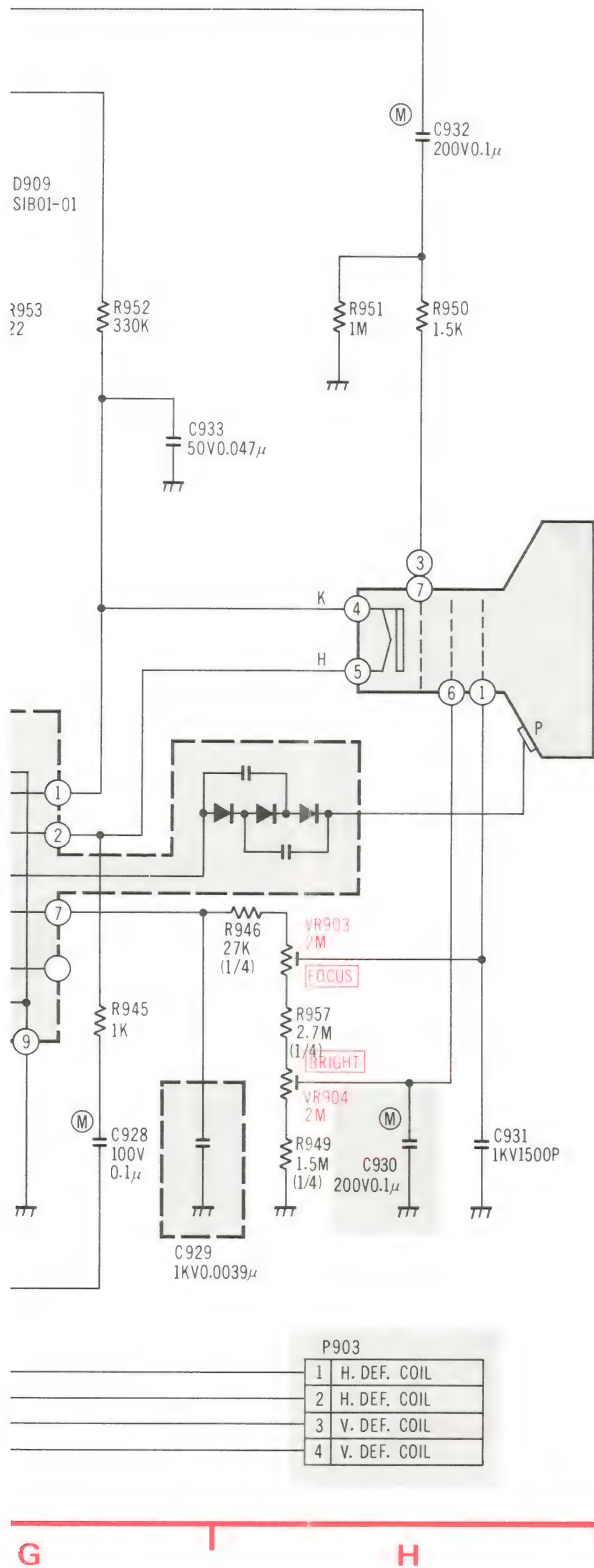 M
C932
200V0.1μ
D909
SIB01-01
R953
22
R952
330K
R951
1M
R950
1.5K
C933
50V0.047μ
3
7
K
4
H
5
6
1
P
1
2
7
R946
27K
(1/4)
VR903
2M
FOCUS
R945
1K
R957
2.7M
(1/4)
BRIGHT
9
VR904
2M
M
C928
100V
0.1μ
R949
1.5M
(1/4)
M
C930
200V0.1μ
C931
1KV1500P
C929
1KV0.0039μ
P903
1 H. DEF. COIL
2 H. DEF. COIL
3 V. DEF. COIL
4 V. DEF. COIL
G H